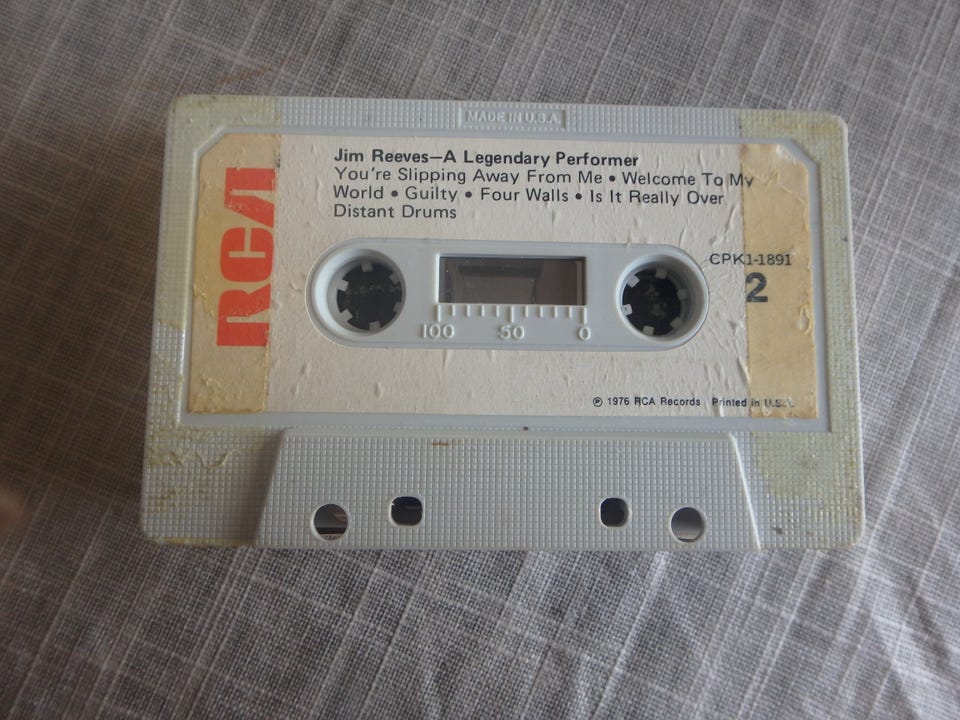 MADE IN U.S.A.
Jim Reeves—A Legendary Performer
You're Slipping Away From Me • Welcome To My
World • Guilty • Four Walls • Is It Really Over
Distant Drums
RCA
CPK1-1891
2
100 50 0
℗ 1976 RCA Records Printed in U.S.A.